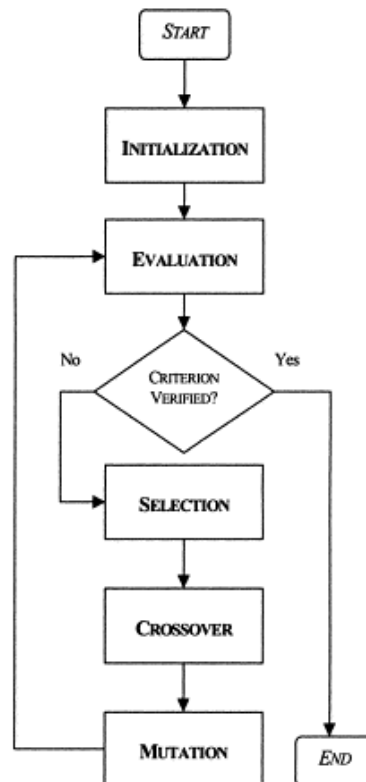 START
INITIALIZATION
EVALUATION
No
Yes
CRITERION
VERIFIED?
SELECTION
CROSSOVER
MUTATION
END